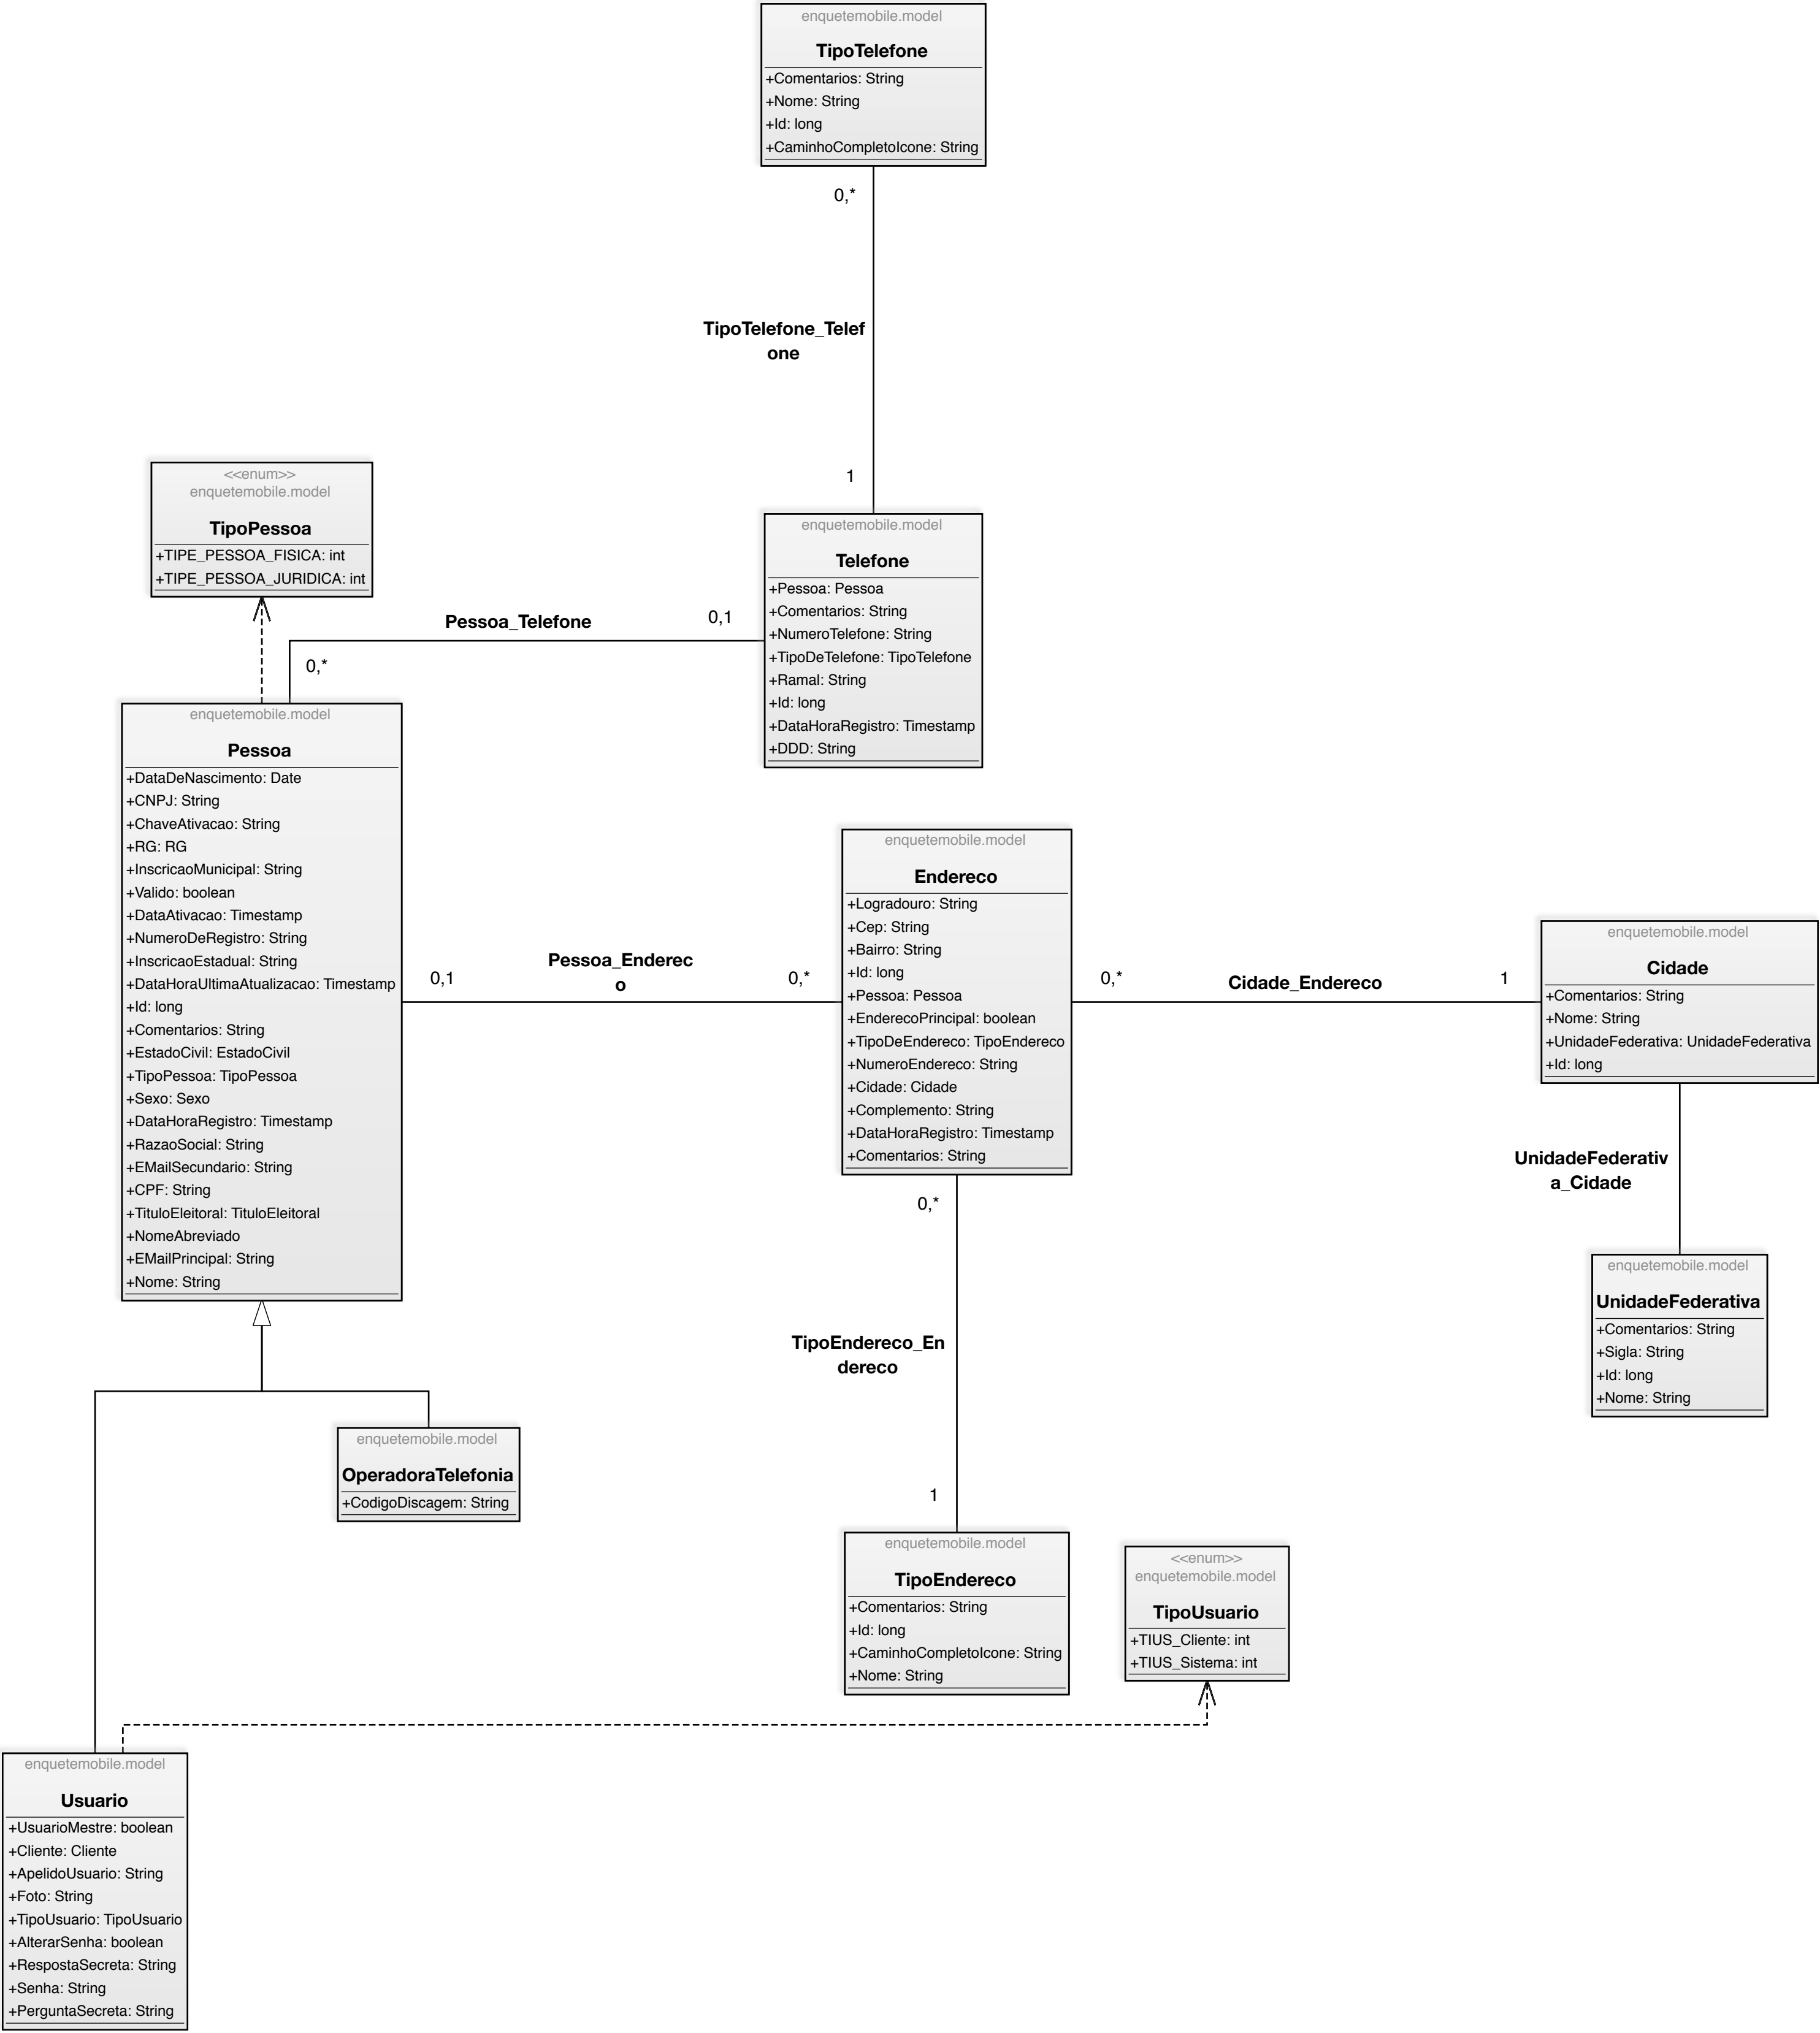 enquetemobile.model
TipoTelefone
+Comentarios: String
+Nome: String
+Id: long
+CaminhoCompletoIcone: String
0,*
TipoTelefone_Telef
one
1
<<enum>>
enquetemobile.model
TipoPessoa
+TIPE_PESSOA_FISICA: int
+TIPE_PESSOA_JURIDICA: int
enquetemobile.model
Telefone
+Pessoa: Pessoa
+Comentarios: String
+NumeroTelefone: String
+TipoDeTelefone: TipoTelefone
+Ramal: String
+Id: long
+DataHoraRegistro: Timestamp
+DDD: String
Pessoa_Telefone
0,1
0,*
enquetemobile.model
Pessoa
+DataDeNascimento: Date
+CNPJ: String
+ChaveAtivacao: String
+RG: RG
+InscricaoMunicipal: String
+Valido: boolean
+DataAtivacao: Timestamp
+NumeroDeRegistro: String
+InscricaoEstadual: String
+DataHoraUltimaAtualizacao: Timestamp
+Id: long
+Comentarios: String
+EstadoCivil: EstadoCivil
+TipoPessoa: TipoPessoa
+Sexo: Sexo
+DataHoraRegistro: Timestamp
+RazaoSocial: String
+EMailSecundario: String
+CPF: String
+TituloEleitoral: TituloEleitoral
+NomeAbreviado
+EMailPrincipal: String
+Nome: String
0,1
Pessoa_Enderec
o
0,*
enquetemobile.model
Endereco
+Logradouro: String
+Cep: String
+Bairro: String
+Id: long
+Pessoa: Pessoa
+EnderecoPrincipal: boolean
+TipoDeEndereco: TipoEndereco
+NumeroEndereco: String
+Cidade: Cidade
+Complemento: String
+DataHoraRegistro: Timestamp
+Comentarios: String
0,*
Cidade_Endereco
1
enquetemobile.model
Cidade
+Comentarios: String
+Nome: String
+UnidadeFederativa: UnidadeFederativa
+Id: long
UnidadeFederativ
a_Cidade
enquetemobile.model
UnidadeFederativa
+Comentarios: String
+Sigla: String
+Id: long
+Nome: String
0,*
TipoEndereco_En
dereco
1
enquetemobile.model
OperadoraTelefonia
+CodigoDiscagem: String
enquetemobile.model
TipoEndereco
+Comentarios: String
+Id: long
+CaminhoCompletoIcone: String
+Nome: String
<<enum>>
enquetemobile.model
TipoUsuario
+TIUS_Cliente: int
+TIUS_Sistema: int
enquetemobile.model
Usuario
+UsuarioMestre: boolean
+Cliente: Cliente
+ApelidoUsuario: String
+Foto: String
+TipoUsuario: TipoUsuario
+AlterarSenha: boolean
+RespostaSecreta: String
+Senha: String
+PerguntaSecreta: String